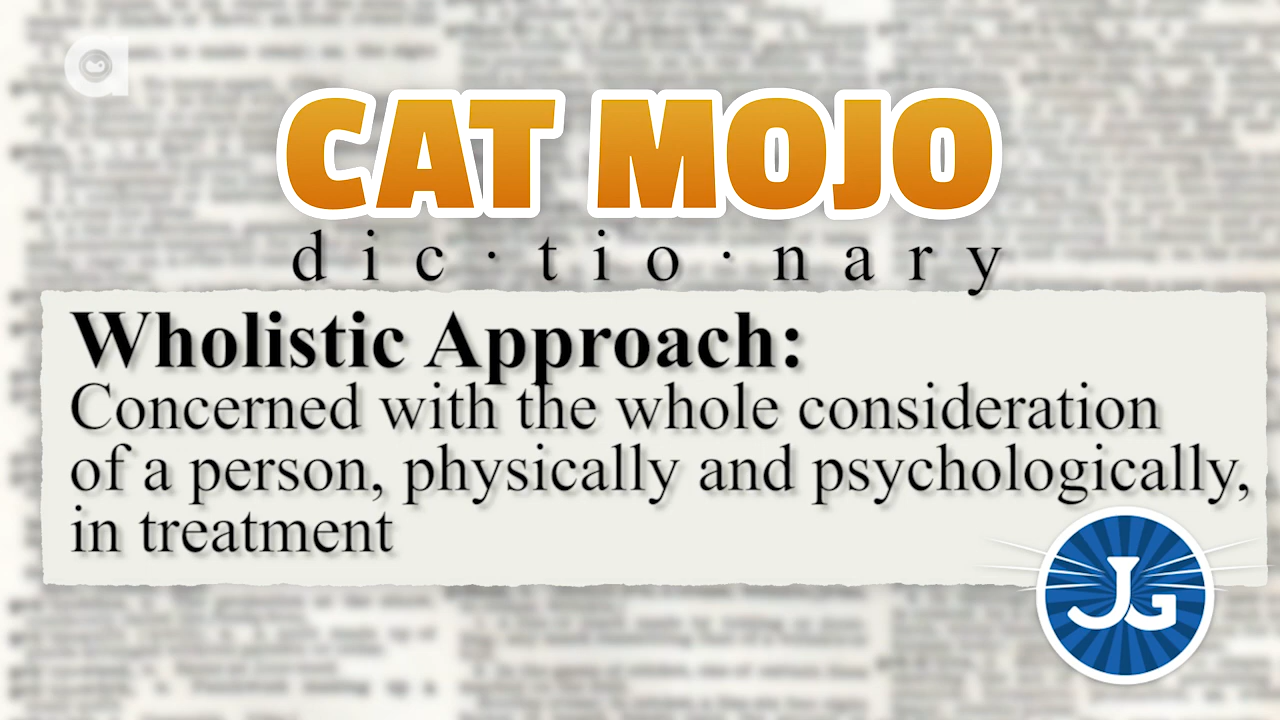 CAT MOJO
dic·tio·nary
Wholistic Approach:
Concerned with the whole consideration
of a person, physically and psychologically,
in treatment
JG